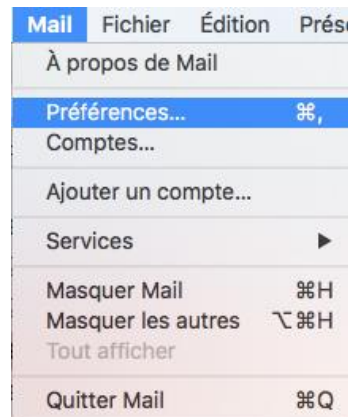 Mail Fichier Édition Prés
À propos de Mail
Préférences... ⌘,
Comptes...
Ajouter un compte...
Services ▶
Masquer Mail ⌘H
Masquer les autres ⌥⌘H
Tout afficher
Quitter Mail ⌘Q